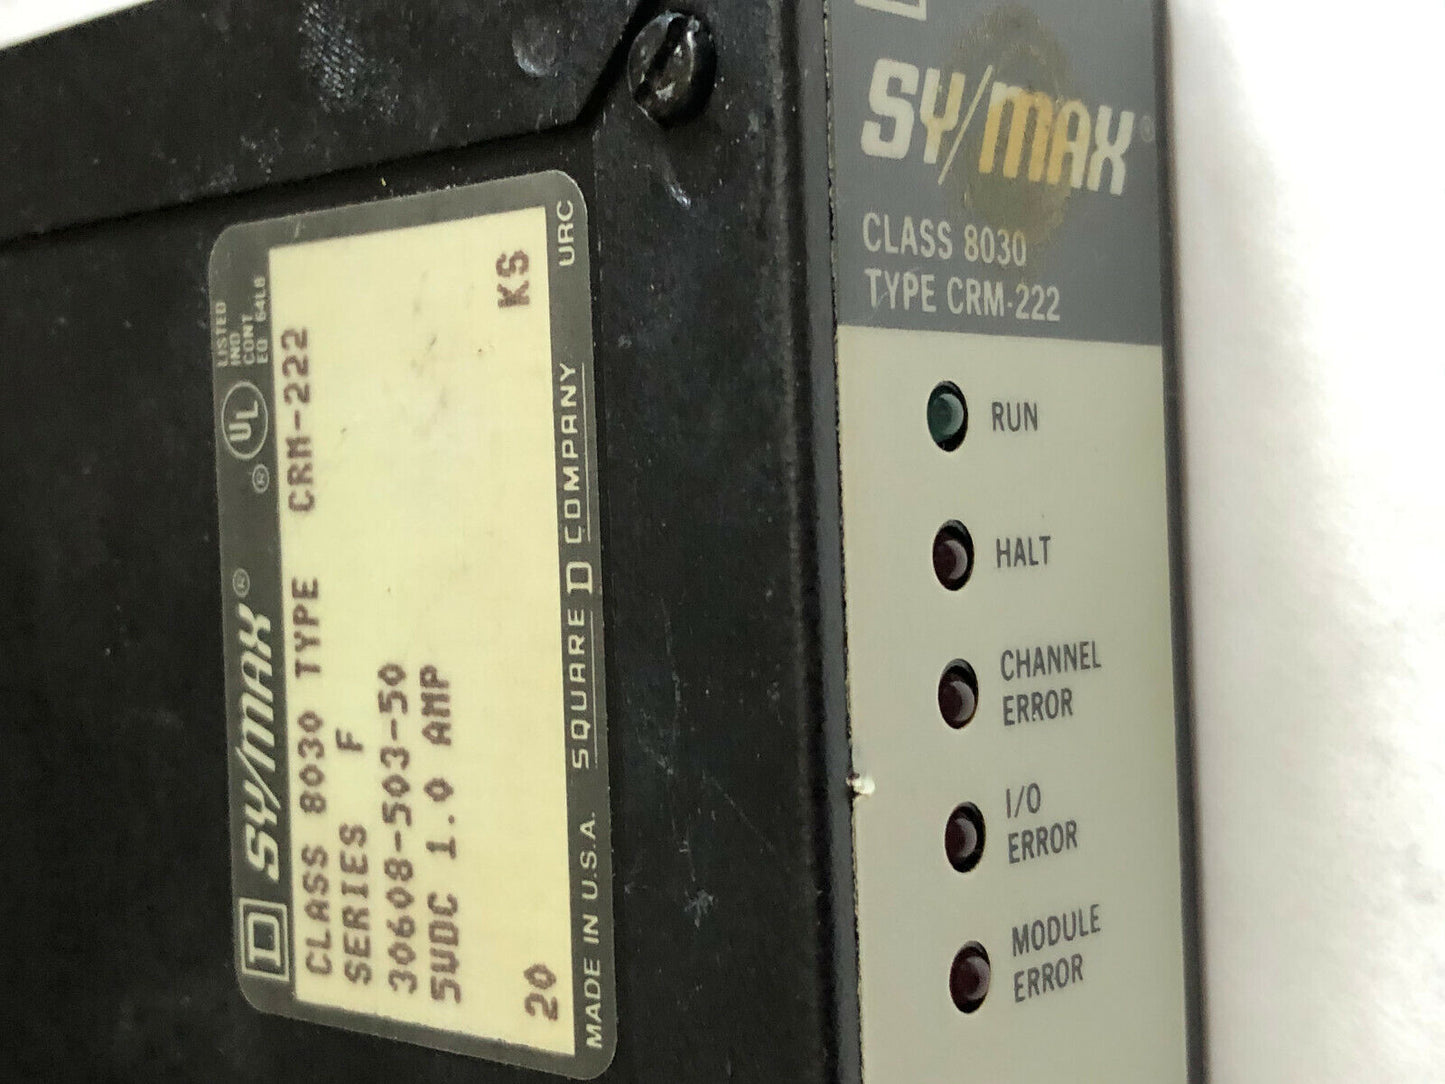 SY/MAX®
CLASS 8030
TYPE CRM-222
RUN
HALT
CHANNEL
ERROR
I/O
ERROR
MODULE
ERROR
D SY/MAX® ® UL LISTED
IND
CONT
EQ 64L8
CLASS 8030 TYPE CRM-222
SERIES F
30608-503-50
5VDC 1.0 AMP
20 KS
MADE IN U.S.A. SQUARE D COMPANY URC